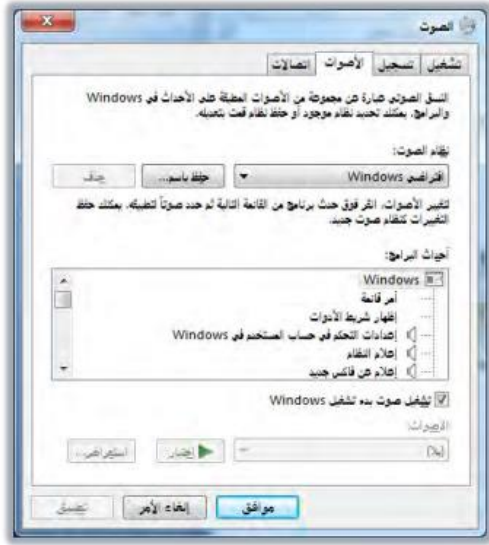 الصوت
تشغيل
تسجيل
الأصوات
اتصالات
النسق الصوتي عبارة عن مجموعة من الأصوات المطبقة على الأحداث في Windows
والبرامج. يمكنك تحديد نظام موجود أو حفظ نظام قمت بتعديله.
نظام الصوت:
افتراضي Windows
حفظ باسم...
حذف
تغيير الأصوات، انقر فوق حدث برنامج من القائمة التالية ثم حدد صوتاً لتطبيقه. يمكنك حفظ
التغييرات كنظام صوت جديد.
أحداث البرامج:
Windows
أمر قائمة
إظهار شريط الأدوات
إعدادات التحكم في حساب المستخدم في Windows
إعلام النظام
إعلام عن فاكس جديد
تشغيل صوت بدء تشغيل Windows
الأصوات:
(بلا)
اختبار
استعراض...
موافق
إلغاء الأمر
تطبيق